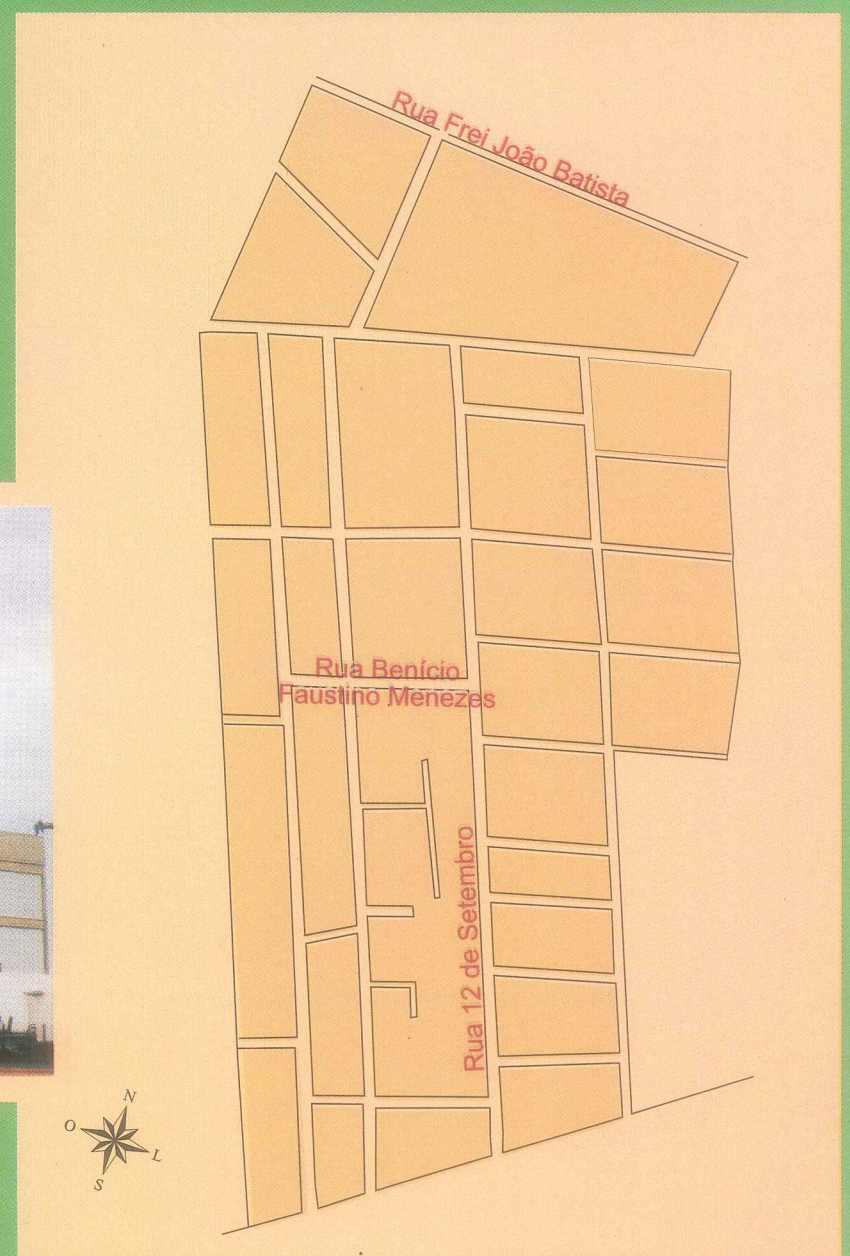 Rua Frei João Batista
Rua Benício
Faustino Menezes
Rua 12 de Setembro
N
O
L
S